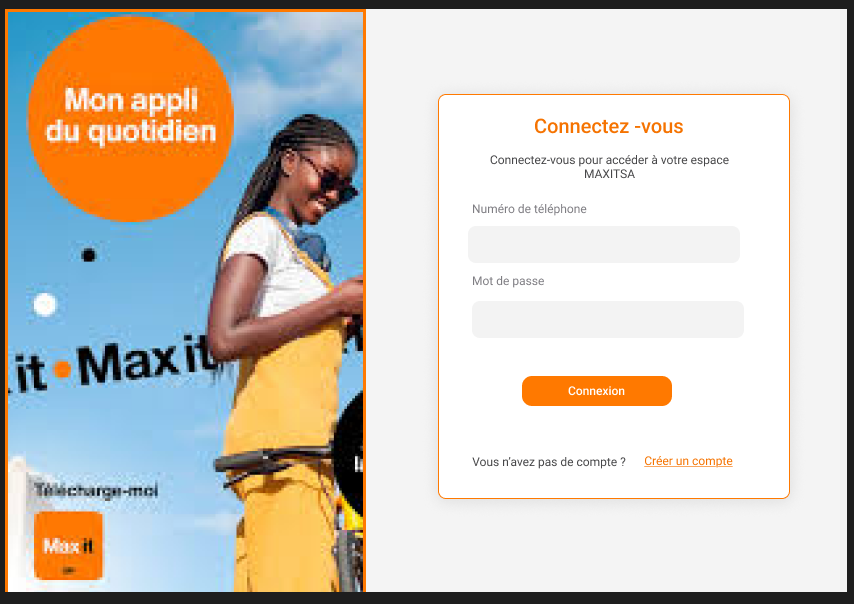 Mon appli
du quotidien
it • Max it
Télécharge-moi
Max it
Connectez -vous
Connectez-vous pour accéder à votre espace
MAXITSA
Numéro de téléphone
Mot de passe
Connexion
Vous n'avez pas de compte ? Créer un compte